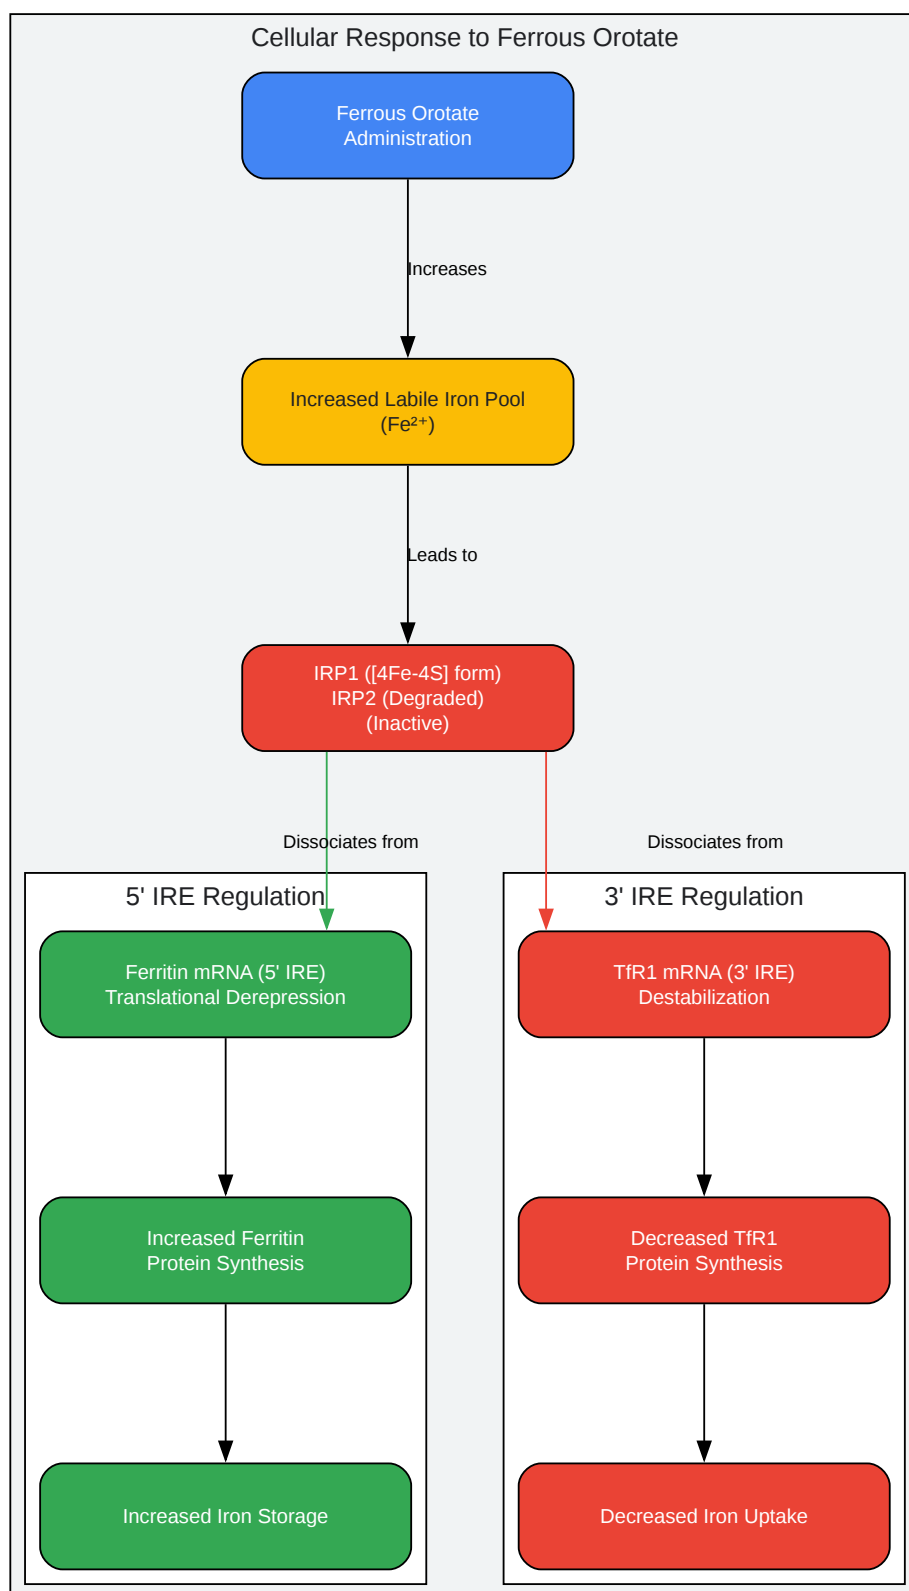 Cellular Response to Ferrous Orotate
Ferrous Orotate
Administration
Increases
Increased Labile Iron Pool
(Fe²⁺)
Leads to
IRP1 ([4Fe-4S] form)
IRP2 (Degraded)
(Inactive)
Dissociates from
Dissociates from
5' IRE Regulation
Ferritin mRNA (5' IRE)
Translational Derepression
Increased Ferritin
Protein Synthesis
Increased Iron Storage
3' IRE Regulation
TfR1 mRNA (3' IRE)
Destabilization
Decreased TfR1
Protein Synthesis
Decreased Iron Uptake